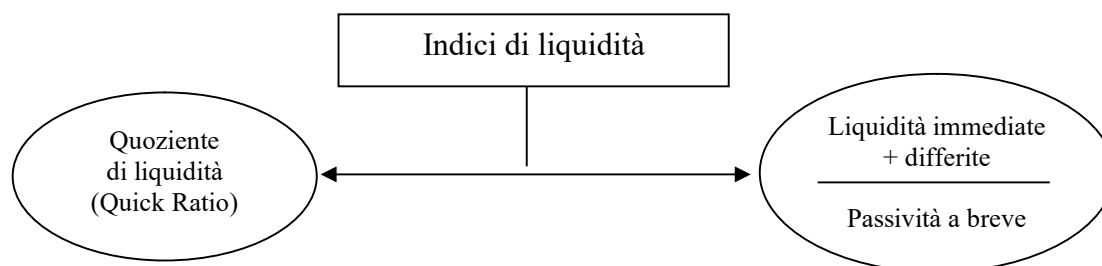 Indici di liquidità
Quoziente
di liquidità
(Quick Ratio)
Liquidità immediate
+ differite
Passività a breve